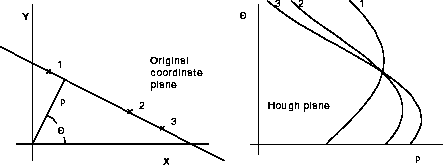 Y
1
Original
coordinate
plane
P
Θ
2
3
X
Θ
3
2
1
Hough plane
P